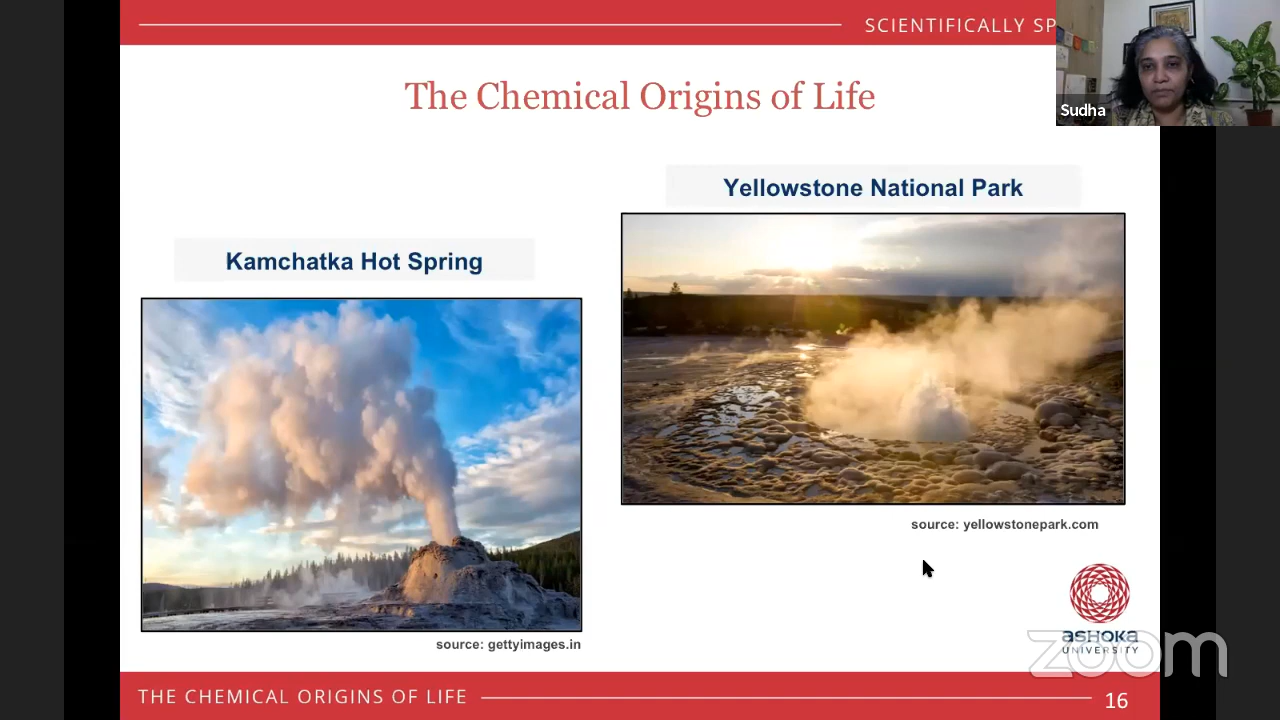 SCIENTIFICALLY SP
Sudha
The Chemical Origins of Life
Yellowstone National Park
Kamchatka Hot Spring
source: yellowstonepark.com
source: gettyimages.in
ASHOKA
UNIVERSITY
zoom
THE CHEMICAL ORIGINS OF LIFE
16